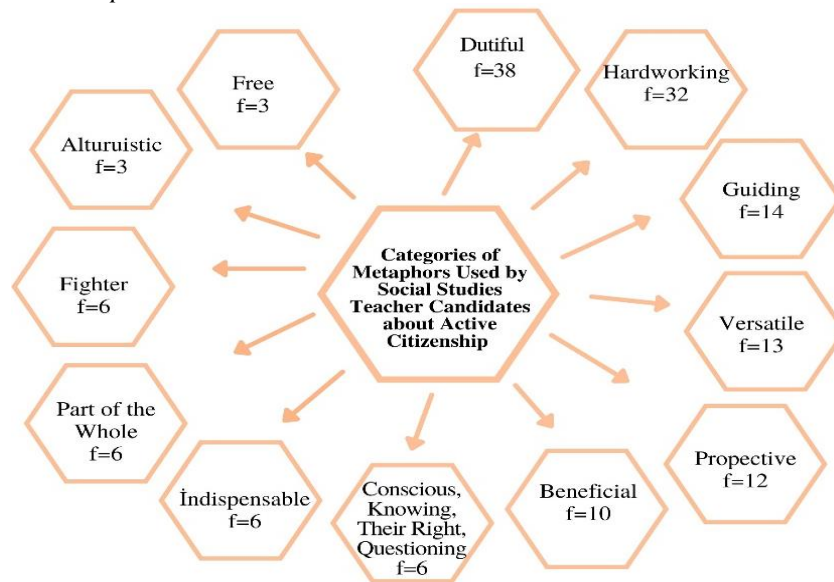 Categories of
Metaphors Used by
Social Studies
Teacher Candidates
about Active
Citizenship
Dutiful
f=38
Hardworking
f=32
Guiding
f=14
Versatile
f=13
Propective
f=12
Beneficial
f=10
Conscious,
Knowing,
Their Right,
Questioning
f=6
İndispensable
f=6
Part of the
Whole
f=6
Fighter
f=6
Alturuistic
f=3
Free
f=3